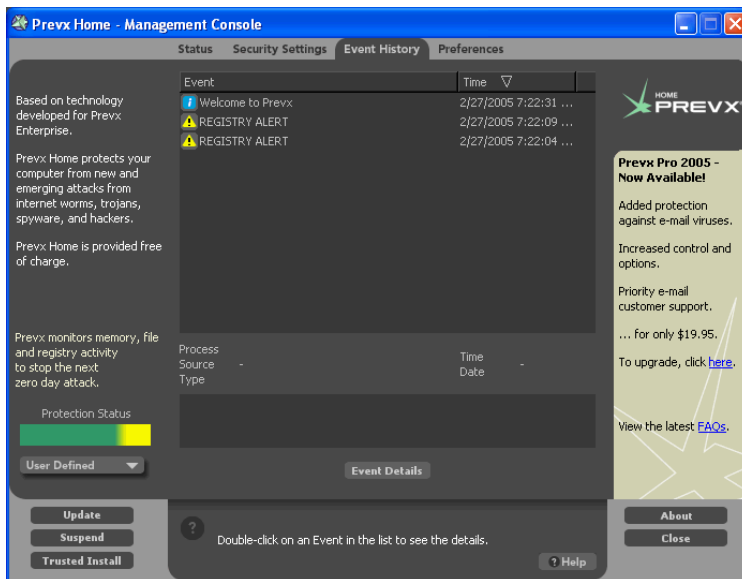 Prevx Home - Management Console
Status
Security Settings
Event History
Preferences
Based on technology
developed for Prevx
Enterprise.
Prevx Home protects your
computer from new and
emerging attacks from
internet worms, trojans,
spyware, and hackers.
Prevx Home is provided free
of charge.
Prevx monitors memory, file
and registry activity
to stop the next
zero day attack.
Protection Status
User Defined
Update
Suspend
Trusted Install
Event Time
Welcome to Prevx 2/27/2005 7:22:31 ...
REGISTRY ALERT 2/27/2005 7:22:09 ...
REGISTRY ALERT 2/27/2005 7:22:04 ...
Process
Source -
Type
Time
Date -
Event Details
? Double-click on an Event in the list to see the details.
? Help
HOME
PREVX®
Prevx Pro 2005 -
Now Available!
Added protection
against e-mail viruses.
Increased control and
options.
Priority e-mail
customer support.
... for only $19.95.
To upgrade, click here.
View the latest FAQs.
About
Close